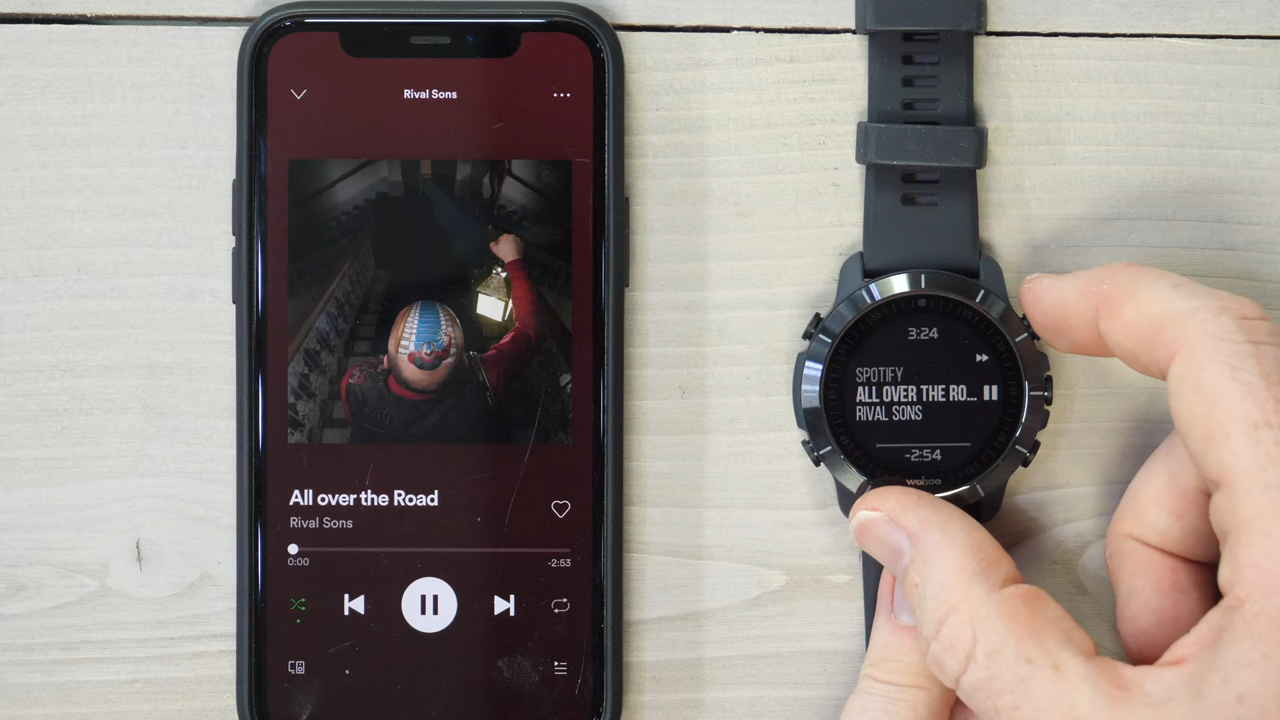 Rival Sons
All over the Road
Rival Sons
0:00
-2:53
3:24
SPOTIFY
ALL OVER THE RO...
RIVAL SONS
-2:54
wahoo